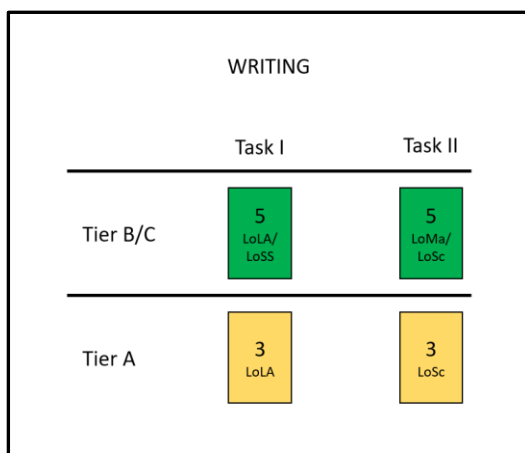 WRITING
Task I
Task II
Tier B/C
5
LoLA/
LoSS
5
LoMa/
LoSc
Tier A
3
LoLA
3
LoSc